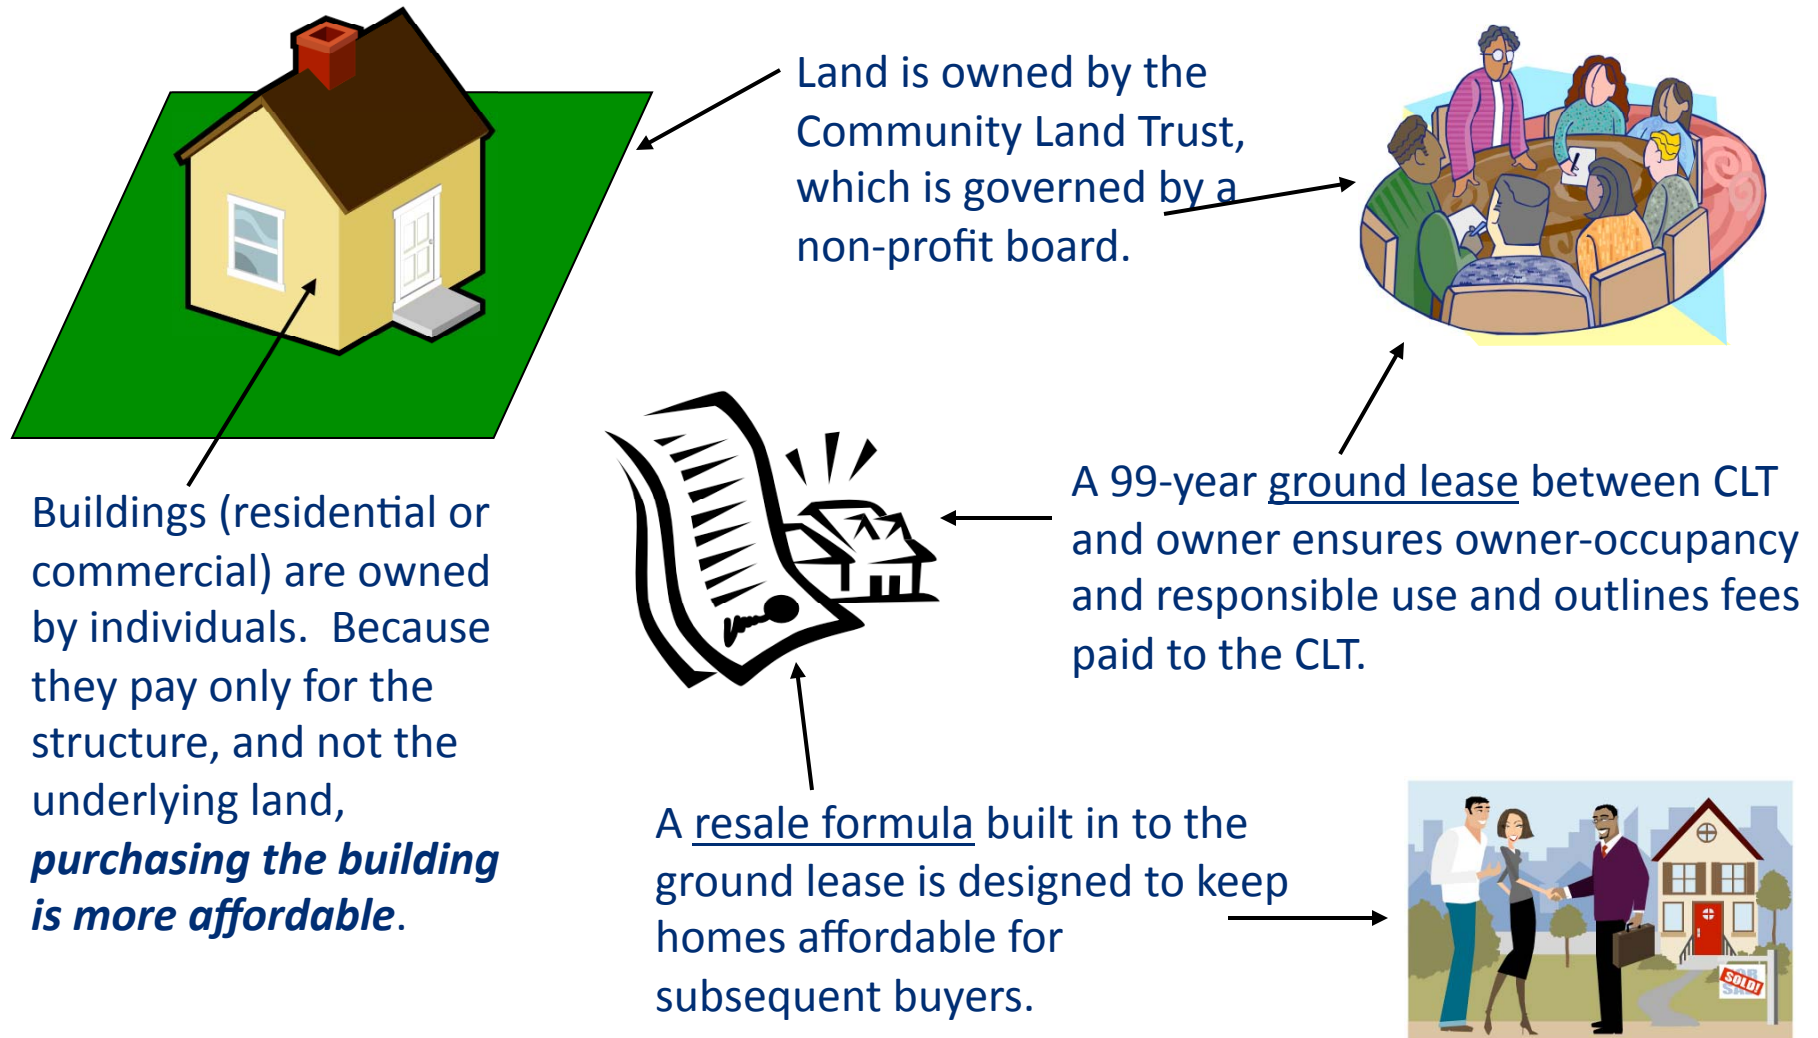 Land is owned by the
Community Land Trust,
which is governed by a
non-profit board.
Buildings (residential or
commercial) are owned
by individuals.  Because
they pay only for the
structure, and not the
underlying land,
purchasing the building
is more affordable.
A 99-year ground lease between CLT
and owner ensures owner-occupancy
and responsible use and outlines fees
paid to the CLT.
A resale formula built in to the
ground lease is designed to keep
homes affordable for
subsequent buyers.
SOLD!